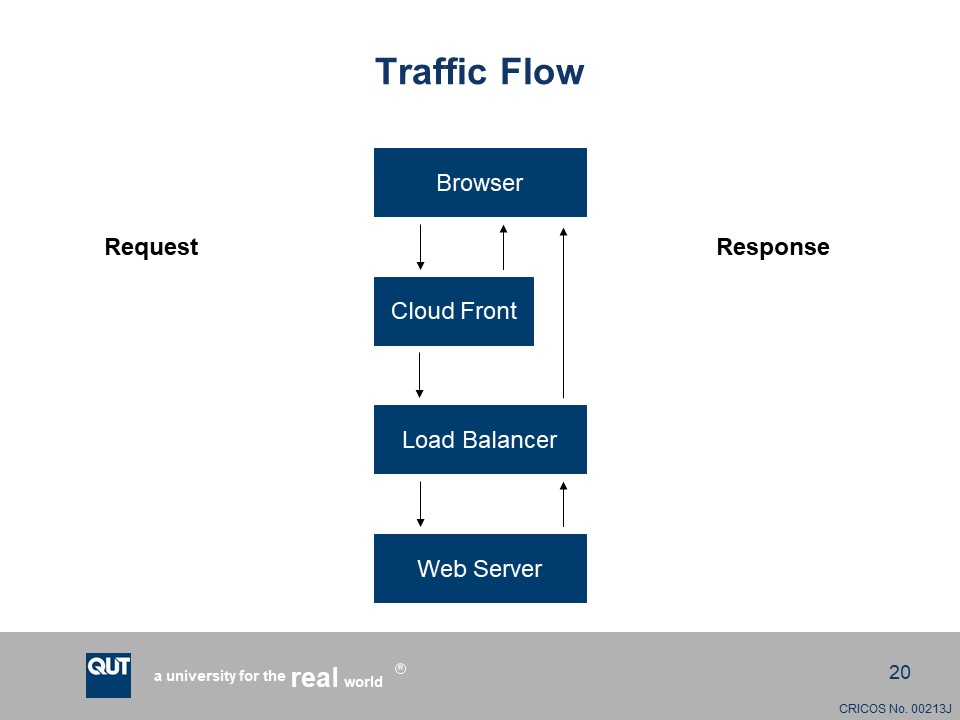 Traffic Flow
Browser
Request
Response
Cloud Front
Load Balancer
Web Server
QUT
a university for the real world ®
20
CRICOS No. 00213J